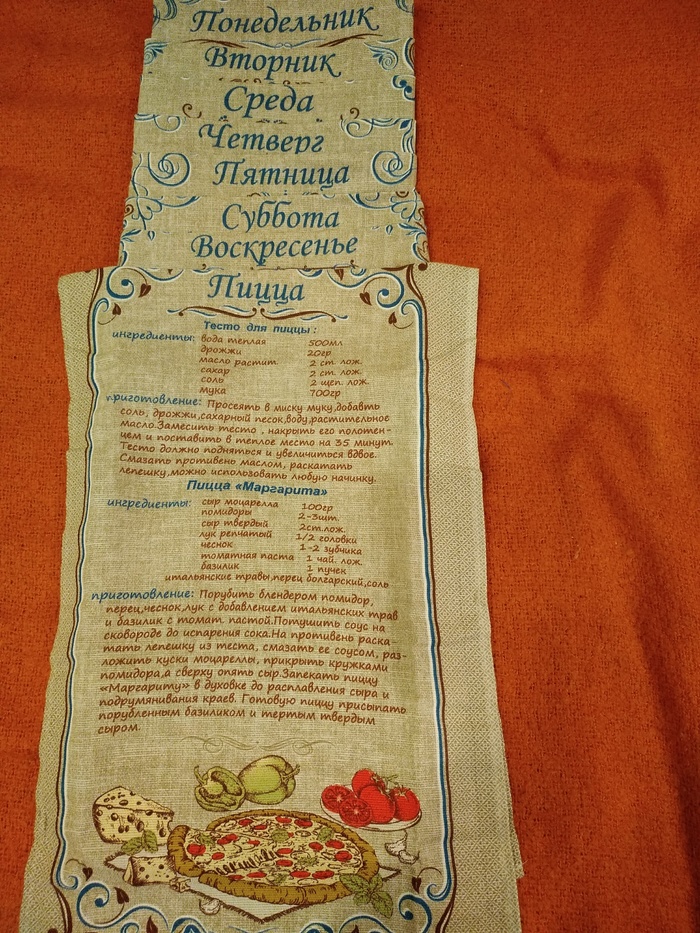 Понедельник
Вторник
Среда
Четверг
Пятница
Суббота
Воскресенье
Пицца
Тесто для пиццы:
ингредиенты: вода теплая 500мл
дрожжи 20гр
масло растит. 2 ст. лож.
сахар 2 ст. лож.
соль 2 щеп. лож.
мука 700гр
приготовление: Просеять в миску муку,добавть
соль, дрожжи,сахарный песок,воду,растительное
масло.Замесить тесто , накрыть его полотен-
цем и поставить в теплое место на 35 минут.
Тесто должно подняться и увеличиться вдвое.
Смазать противень маслом, раскатать
лепешку,можно использовать любую начинку.
Пицца «Маргарита»
ингредиенты: сыр моцарелла 100гр
помидоры 2-3шт.
сыр твердый 2ст.лож.
лук репчатый 1/2 головки
чеснок 1-2 зубчика
томатная паста 1 чай. лож.
базилик 1 пучек
итальянские травы,перец болгарский,соль
приготовление: Порубить блендером помидор,
перец,чеснок,лук с добавлением итальянских трав
и базилик с томат. пастой.Потушить соус на
сковороде до испарения сока.На противень раска-
тать лепешку из теста, смазать ее соусом, раз-
ложить куски моцареллы, прикрыть кружками
помидора,а сверху опять сыр.Запекать пиццу
«Маргариту» в духовке до расплавления сыра и
подрумянивания краев. Готовую пиццу присыпать
порубленным базиликом и тертым твердым
сыром.